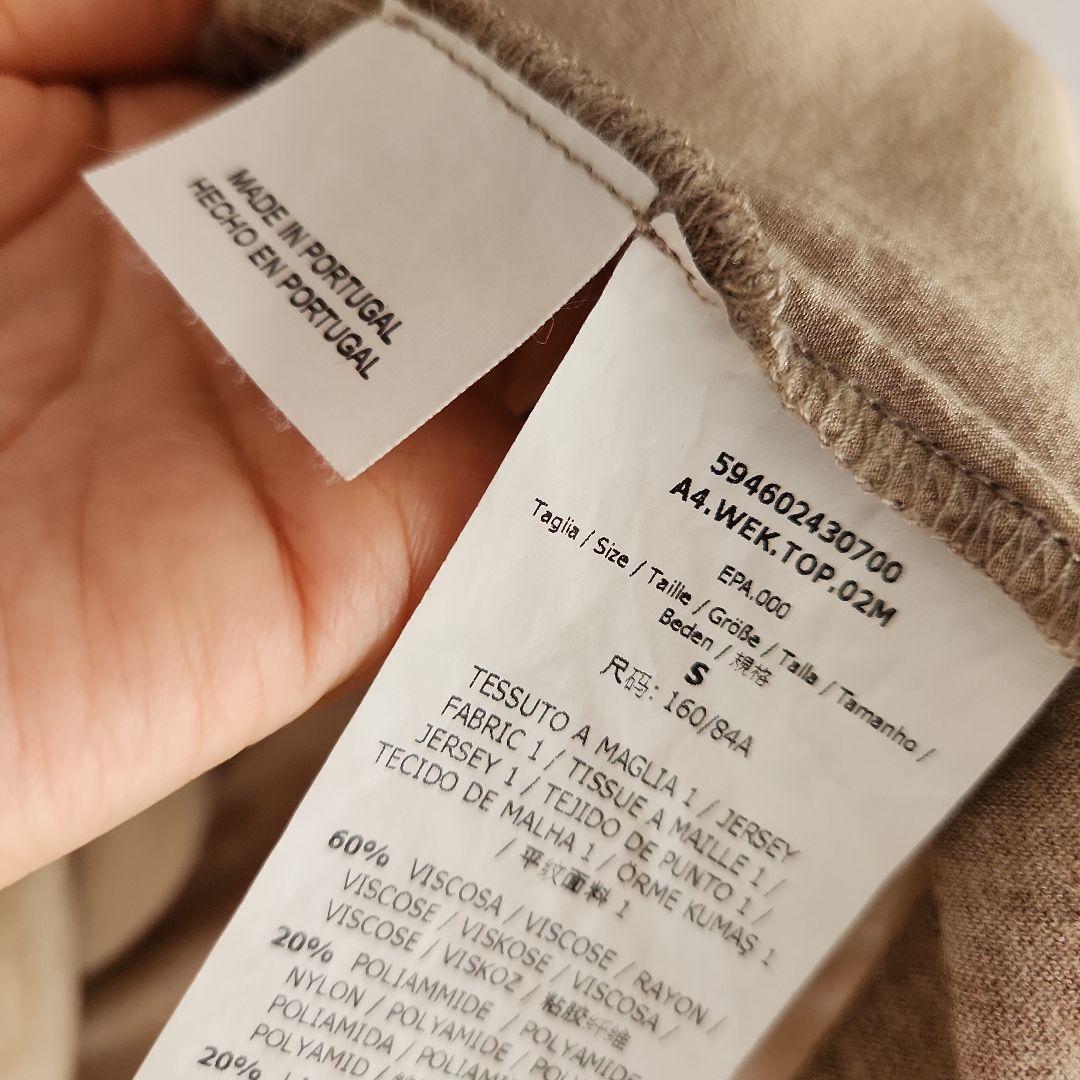 MADE IN PORTUGAL
HECHO EN PORTUGAL
594602430700
A4.WEK.TOP.02M
EPA.000
Taglia / Size / Taille / Größe / Talla / Tamanho /
Beden / 規格
S
尺码: 160/84A
TESSUTO A MAGLIA 1 / JERSEY
FABRIC 1 / TISSUE A MAILLE 1 /
JERSEY 1 / TEJIDO DE PUNTO 1 /
TECIDO DE MALHA 1 / ÖRME KUMAŞ 1
/ 平纹面料 1
60% VISCOSA / VISCOSE / RAYON /
VISCOSE / VISKOSE / VISCOSA /
VISCOSE / VISKOZ / 粘胶纤维
20% POLIAMMIDE / POLYAMIDE
NYLON / POLYAMIDE
POLIAMIDA /
POLYAMID /
20%